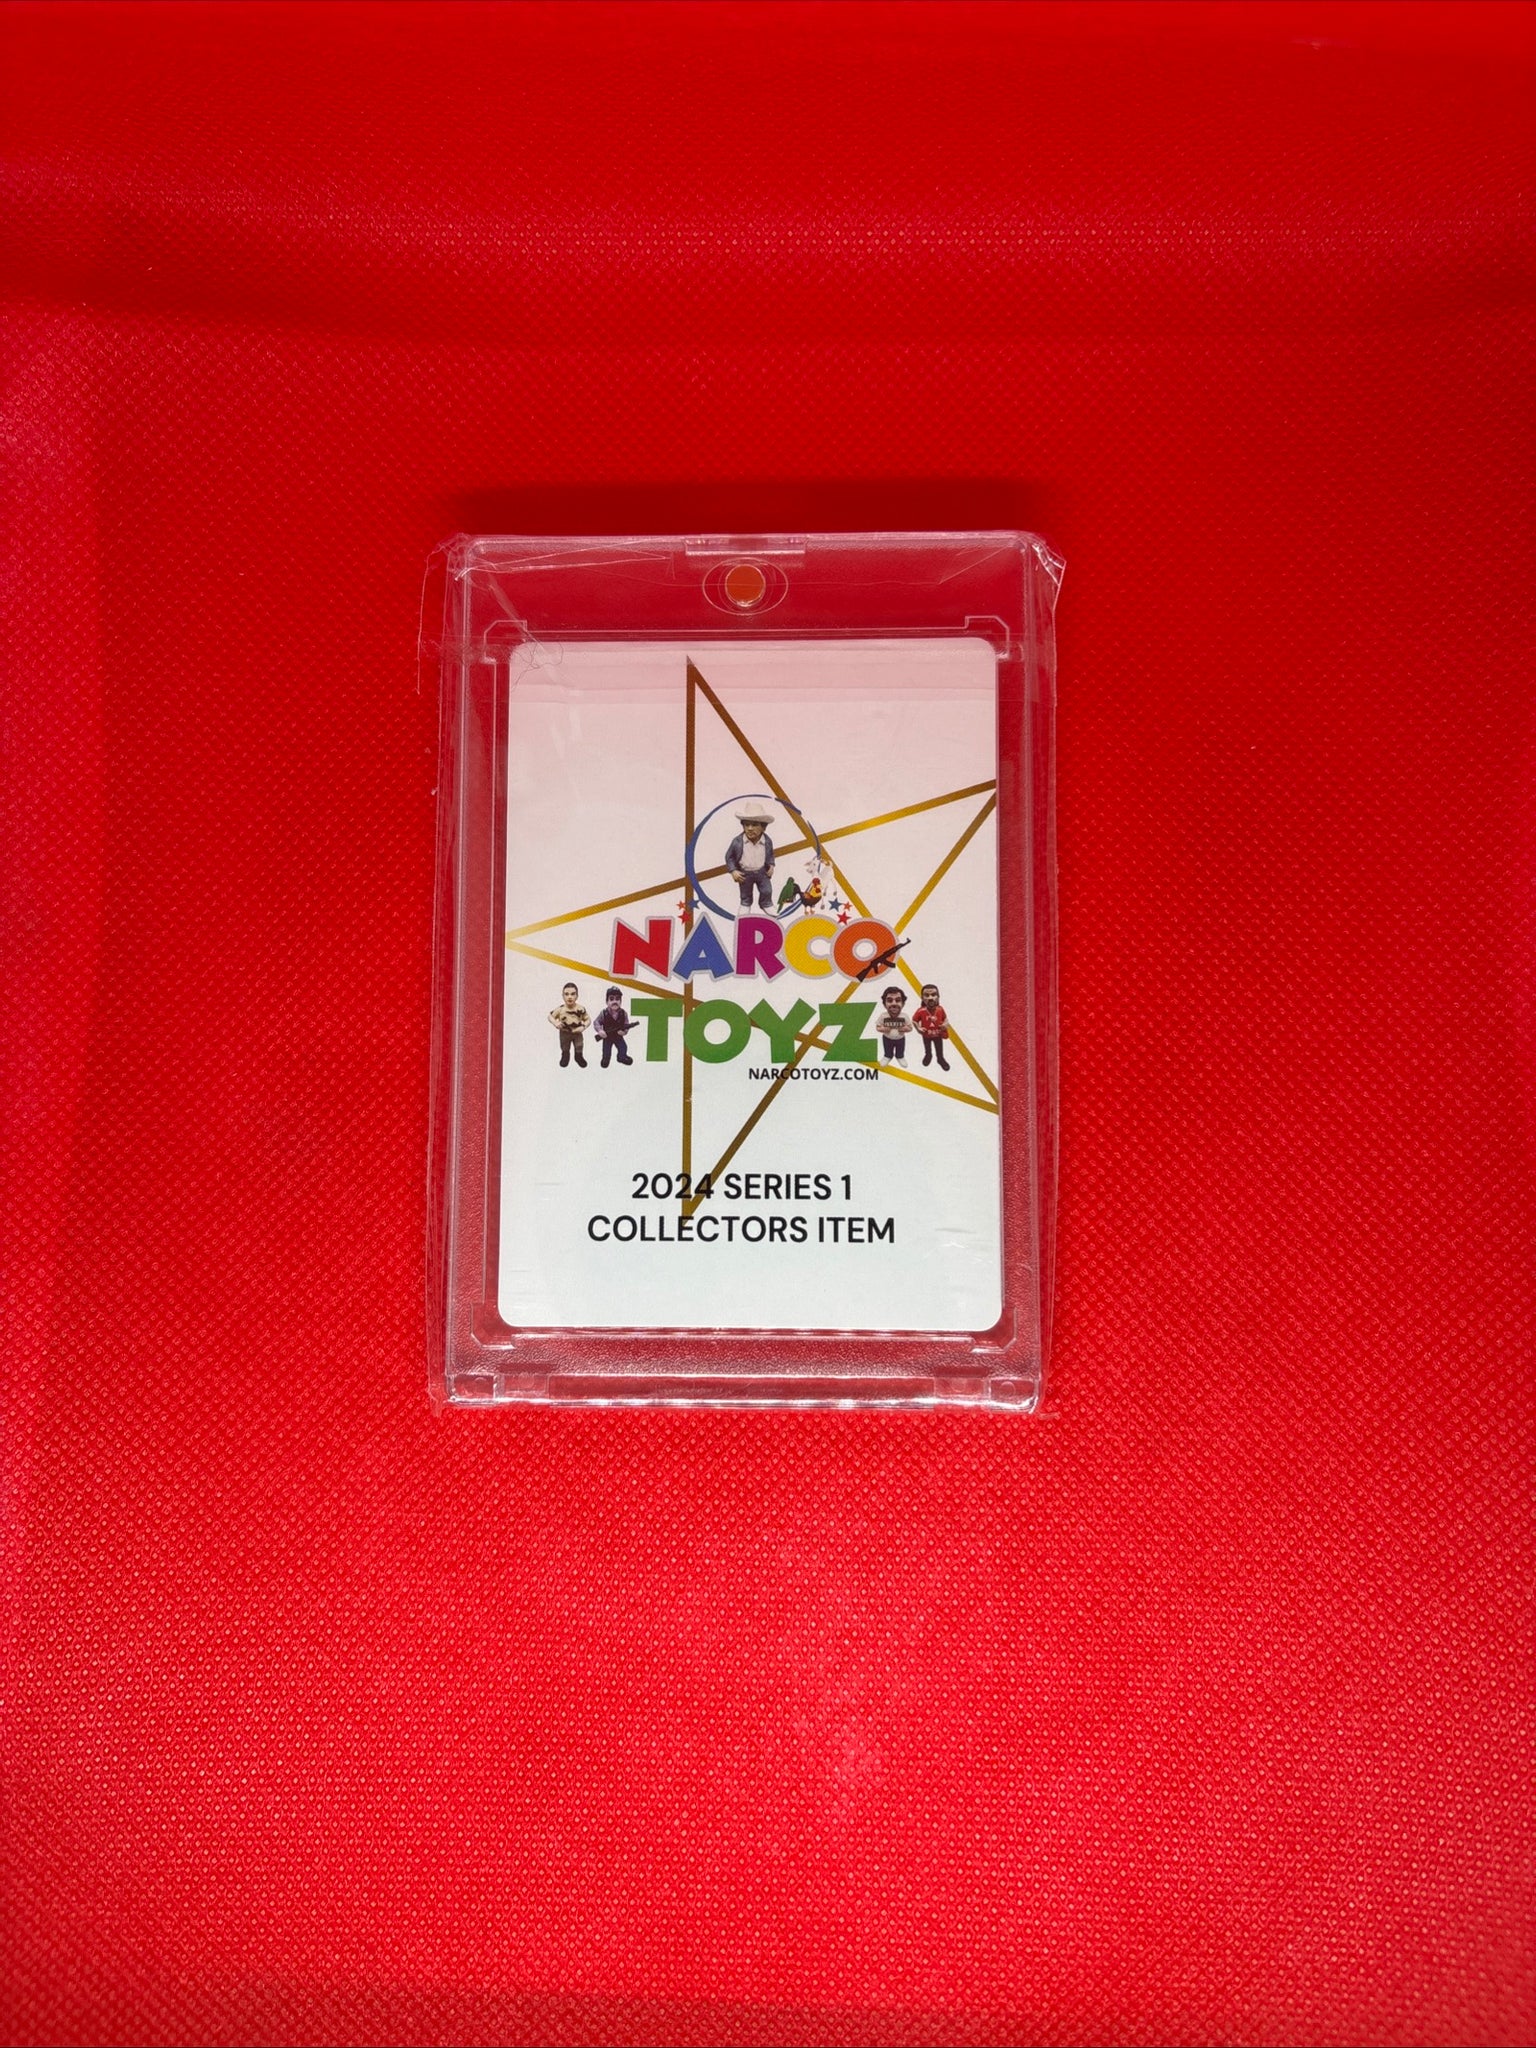 NARCO
TOYZ
NARCOTOYZ.COM
2024 SERIES 1
COLLECTORS ITEM